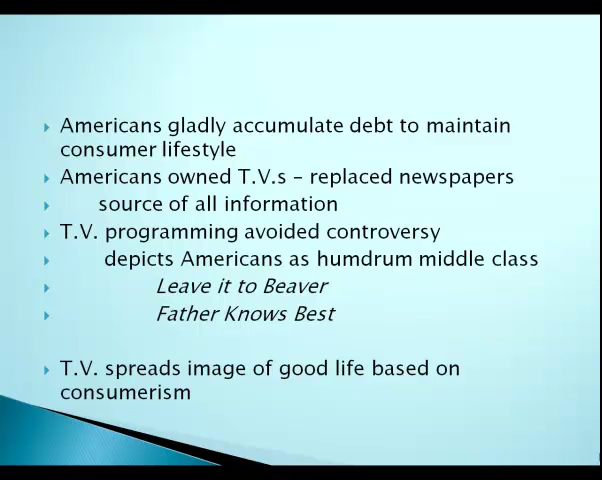 Americans gladly accumulate debt to maintain
consumer lifestyle
Americans owned T.V.s – replaced newspapers
source of all information
T.V. programming avoided controversy
depicts Americans as humdrum middle class
Leave it to Beaver
Father Knows Best
T.V. spreads image of good life based on
consumerism